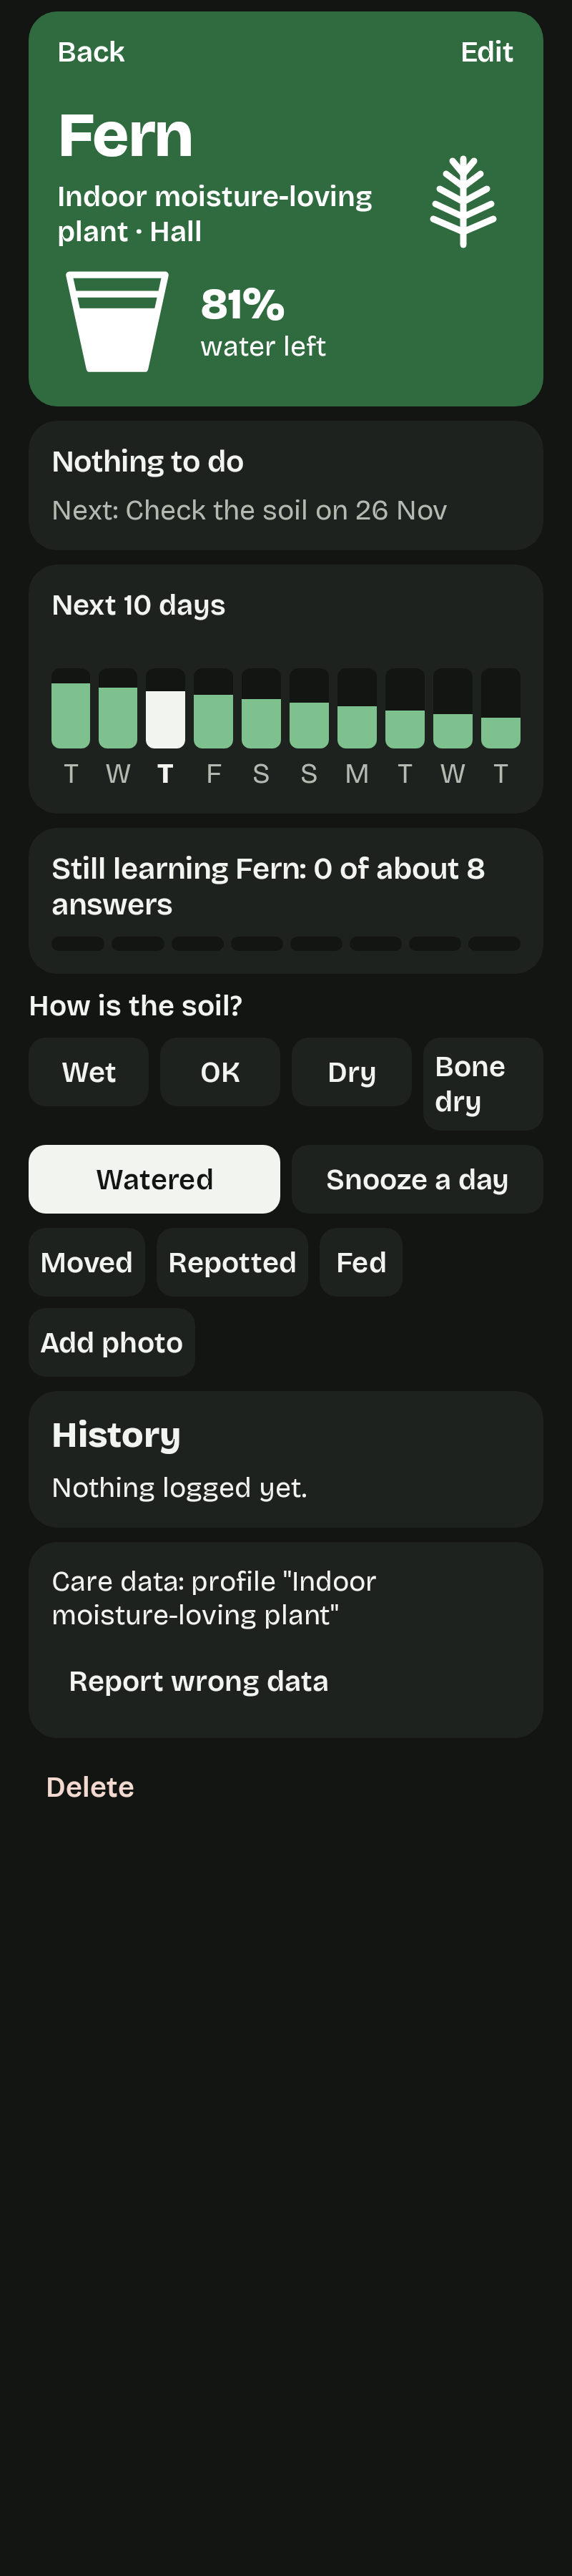 Back
Edit
Fern
Indoor moisture-loving
plant · Hall
81%
water left
Nothing to do
Next: Check the soil on 26 Nov
Next 10 days
T W T F S S M T W T
Still learning Fern: 0 of about 8
answers
How is the soil?
Wet
OK
Dry
Bone
dry
Watered
Snooze a day
Moved
Repotted
Fed
Add photo
History
Nothing logged yet.
Care data: profile "Indoor
moisture-loving plant"
Report wrong data
Delete